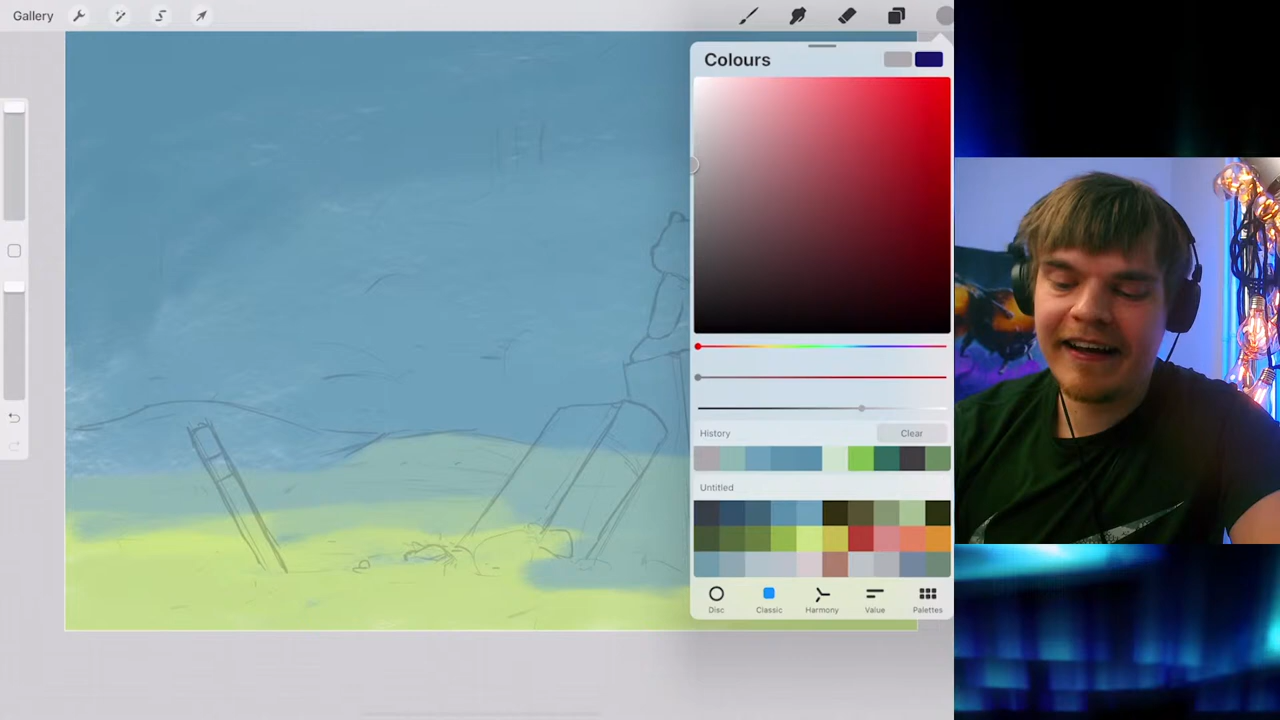 Gallery
Colours
History
Clear
Untitled
Disc
Classic
Harmony
Value
Palettes